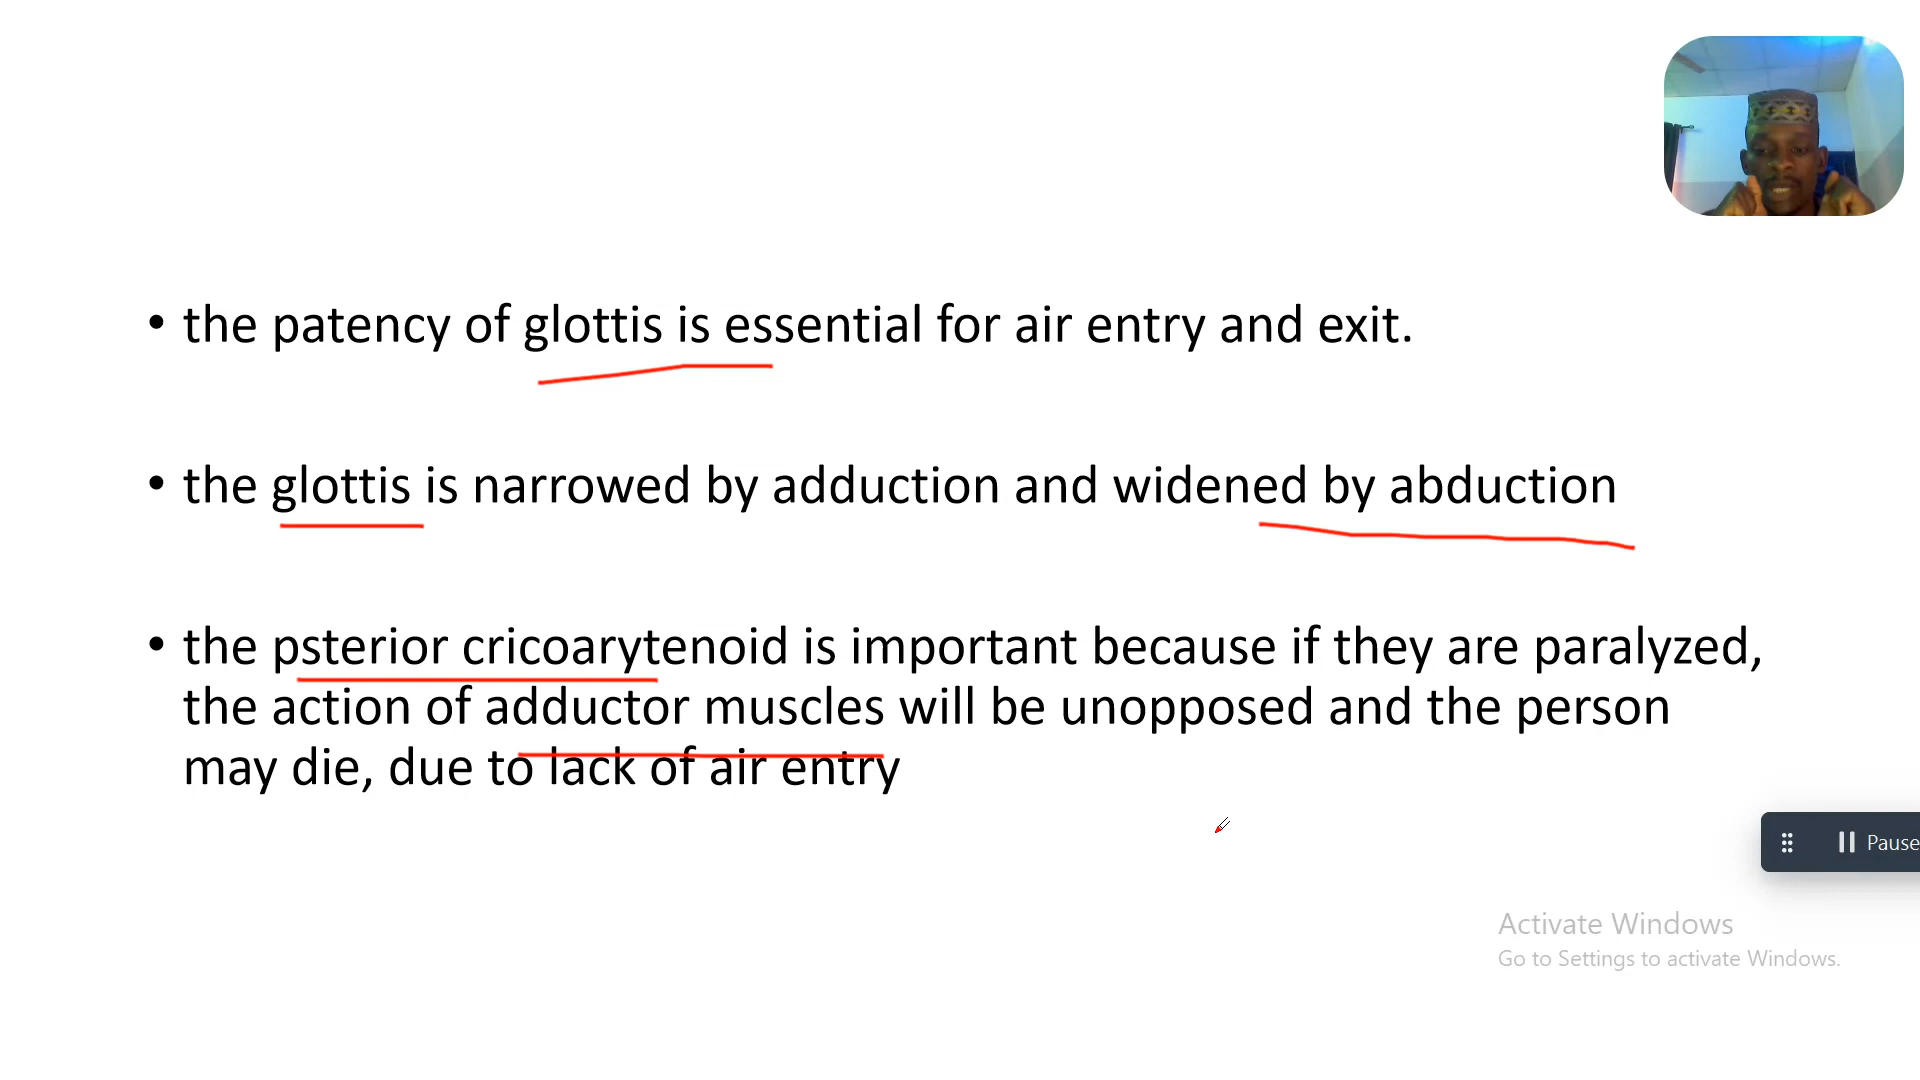 • the patency of glottis is essential for air entry and exit.
• the glottis is narrowed by adduction and widened by abduction
• the psterior cricoarytenoid is important because if they are paralyzed,
the action of adductor muscles will be unopposed and the person
may die, due to lack of air entry
Pause
Activate Windows
Go to Settings to activate Windows.